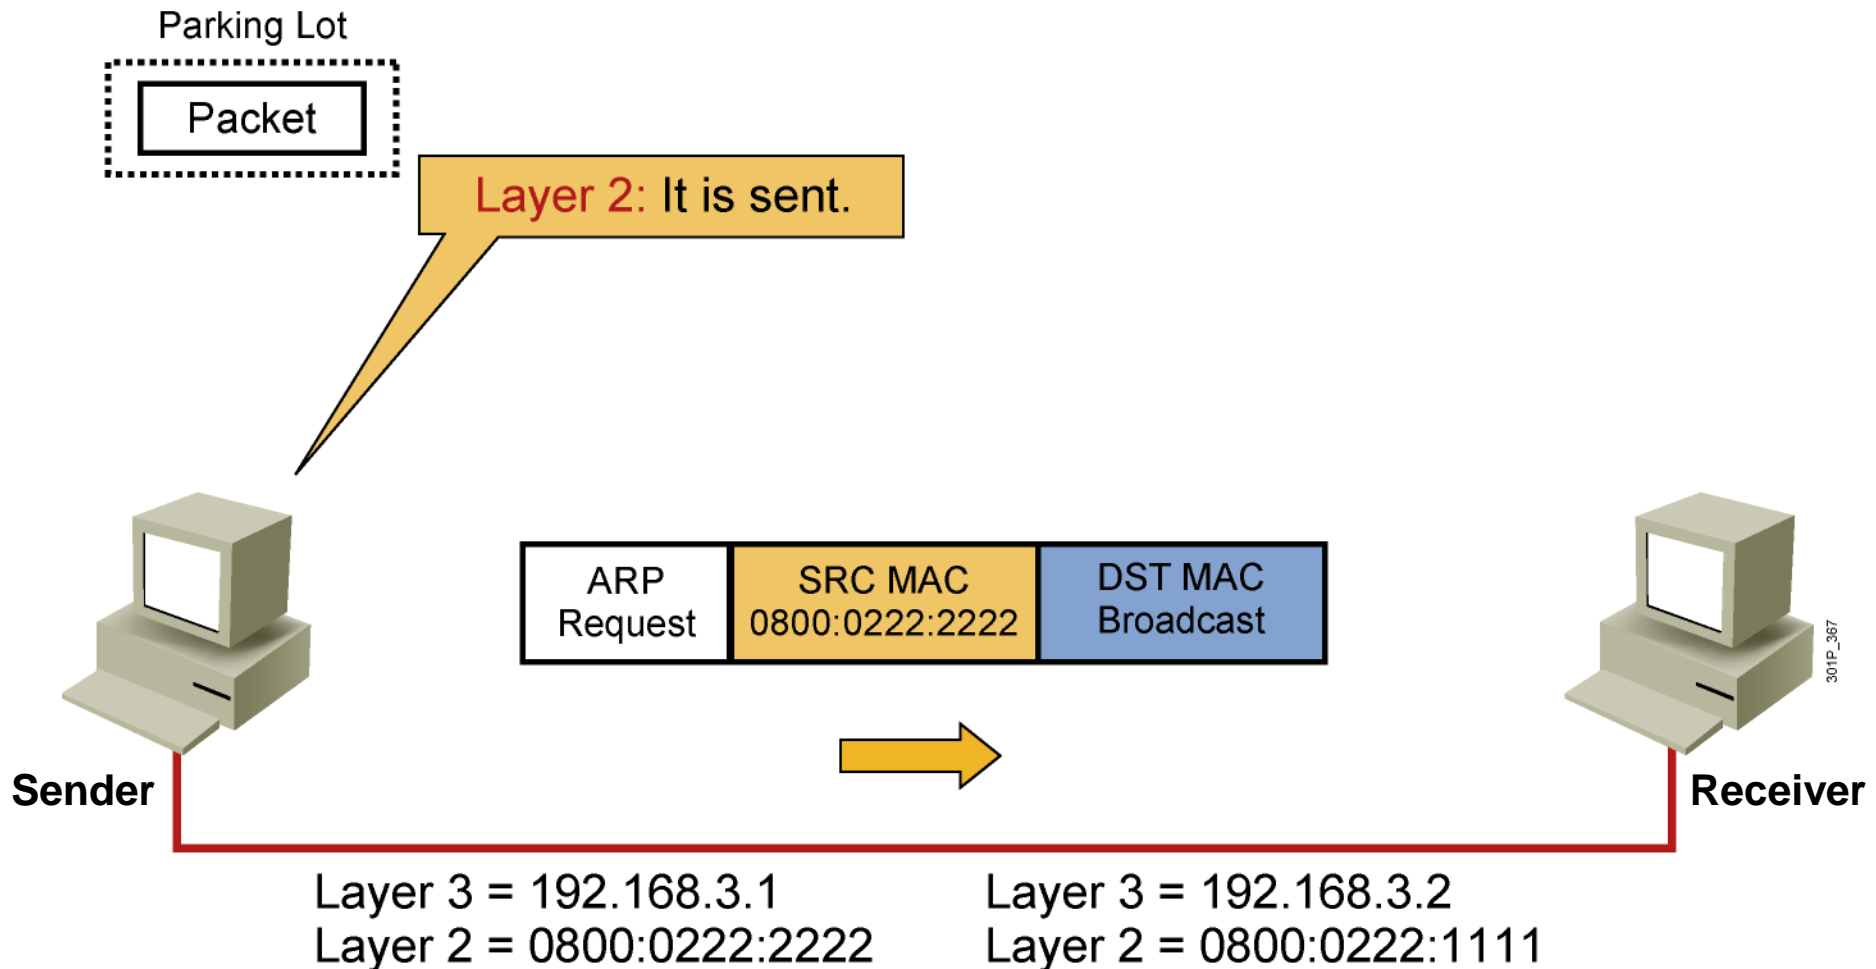 Parking Lot
Packet
Layer 2: It is sent.
ARP
Request
SRC MAC
0800:0222:2222
DST MAC
Broadcast
301P_367
Sender
Receiver
Layer 3 = 192.168.3.1
Layer 2 = 0800:0222:2222
Layer 3 = 192.168.3.2
Layer 2 = 0800:0222:1111